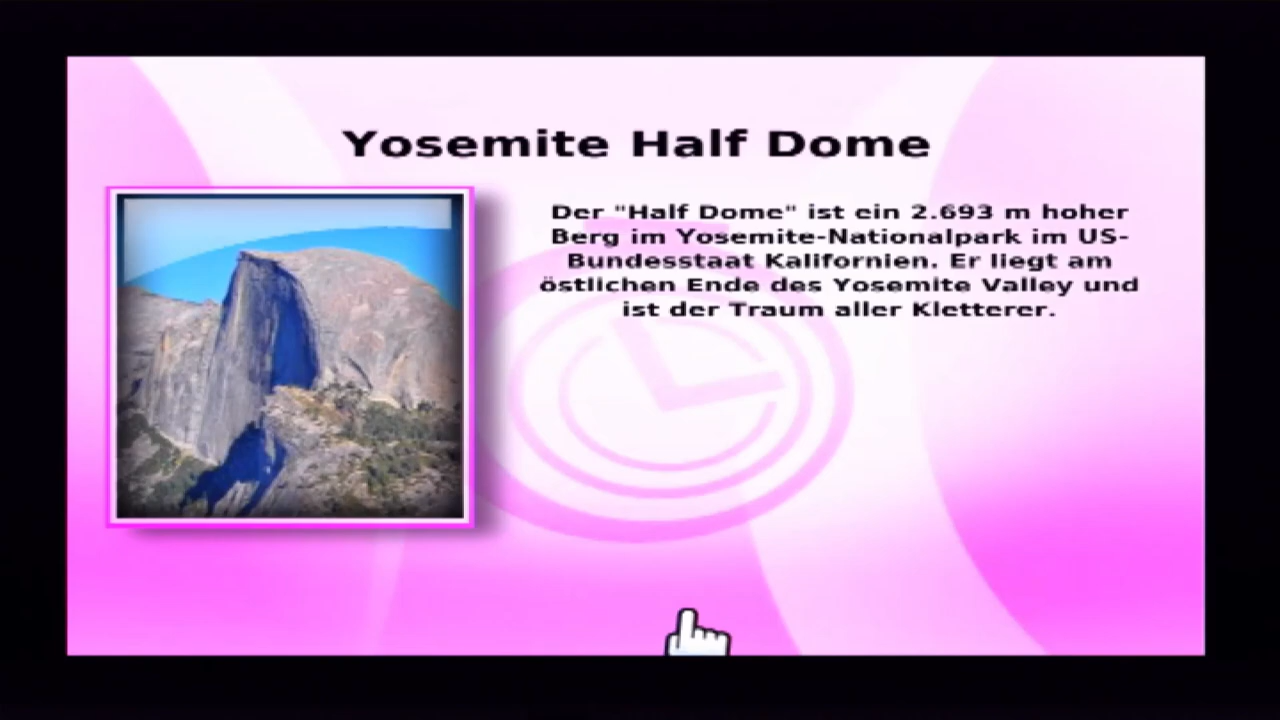 Yosemite Half Dome
Der "Half Dome" ist ein 2.693 m hoher
Berg im Yosemite-Nationalpark im US-
Bundesstaat Kalifornien. Er liegt am
östlichen Ende des Yosemite Valley und
ist der Traum aller Kletterer.